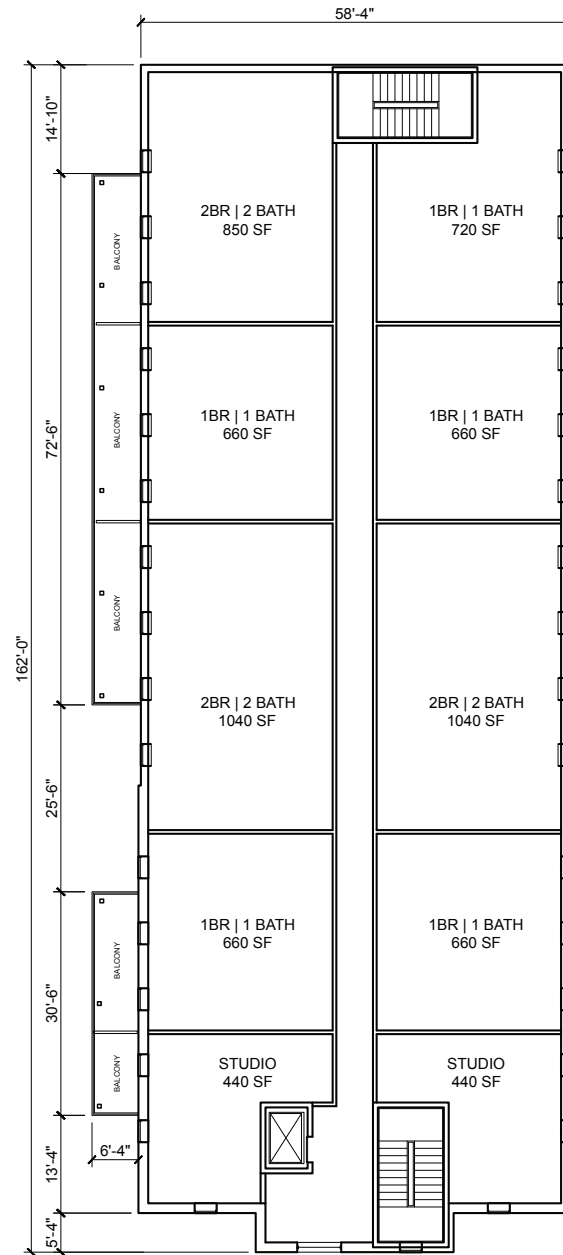 58'-4"
14'-10"
2BR | 2 BATH
850 SF
1BR | 1 BATH
720 SF
BALCONY
72'-6"
1BR | 1 BATH
660 SF
1BR | 1 BATH
660 SF
BALCONY
BALCONY
162'-0"
2BR | 2 BATH
1040 SF
2BR | 2 BATH
1040 SF
25'-6"
1BR | 1 BATH
660 SF
1BR | 1 BATH
660 SF
BALCONY
30'-6"
STUDIO
440 SF
STUDIO
440 SF
BALCONY
6'-4"
13'-4"
5'-4"